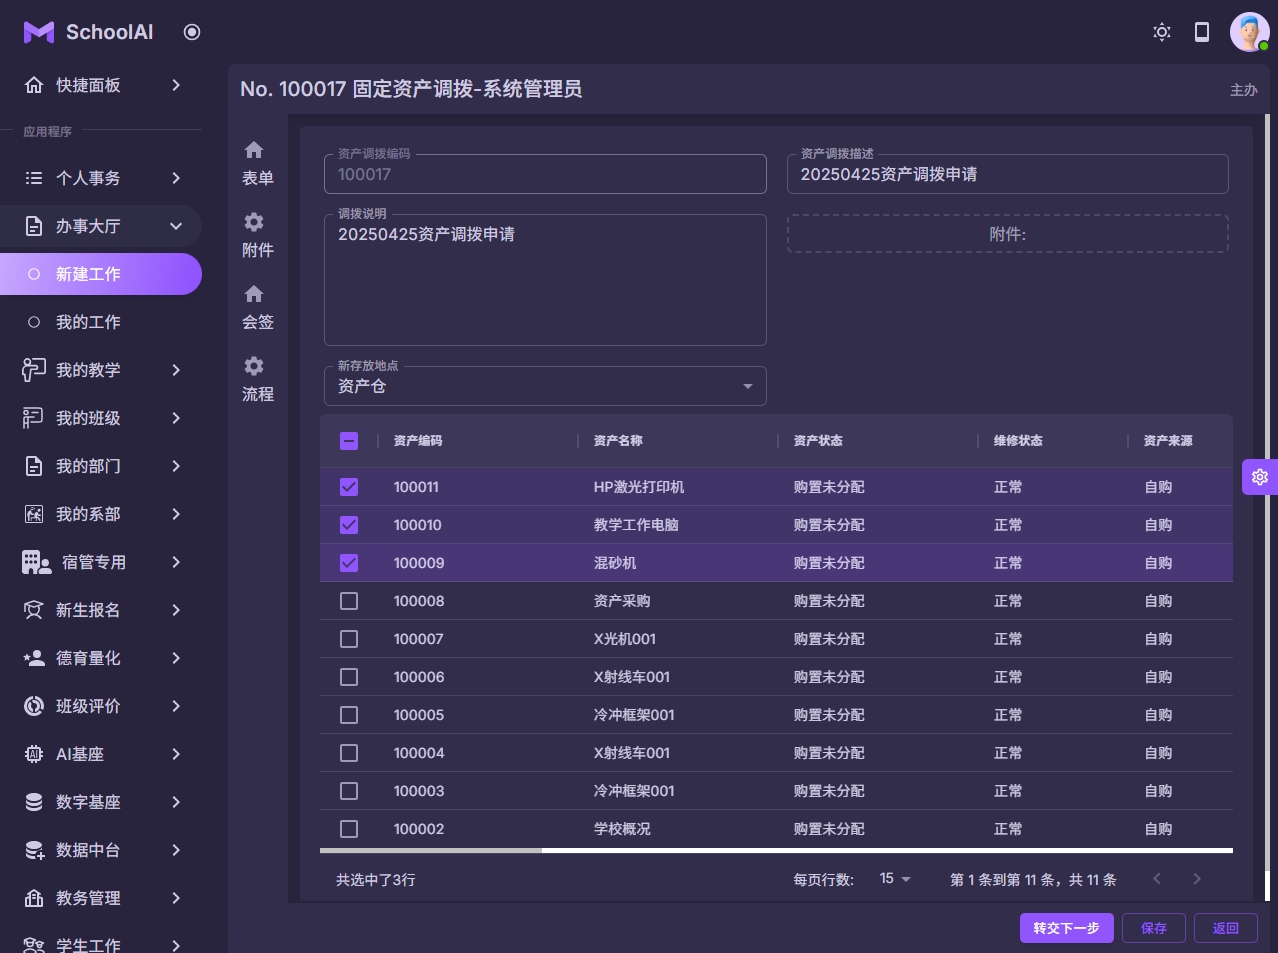 SchoolAI
快捷面板
应用程序
个人事务
办事大厅
新建工作
我的工作
我的教学
我的班级
我的部门
我的系部
宿管专用
新生报名
德育量化
班级评价
AI基座
数字基座
数据中台
教务管理
学生工作
No. 100017 固定资产调拨-系统管理员
主办
表单
附件
会签
流程
资产调拨编码
100017
资产调拨描述
20250425资产调拨申请
调拨说明
20250425资产调拨申请
附件:
新存放地点
资产仓
资产编码 资产名称 资产状态 维修状态 资产来源
100011 HP激光打印机 购置未分配 正常 自购
100010 教学工作电脑 购置未分配 正常 自购
100009 混砂机 购置未分配 正常 自购
100008 资产采购 购置未分配 正常 自购
100007 X光机001 购置未分配 正常 自购
100006 X射线车001 购置未分配 正常 自购
100005 冷冲框架001 购置未分配 正常 自购
100004 X射线车001 购置未分配 正常 自购
100003 冷冲框架001 购置未分配 正常 自购
100002 学校概况 购置未分配 正常 自购
共选中了3行
每页行数: 15 第 1 条到第 11 条，共 11 条
转交下一步 保存 返回